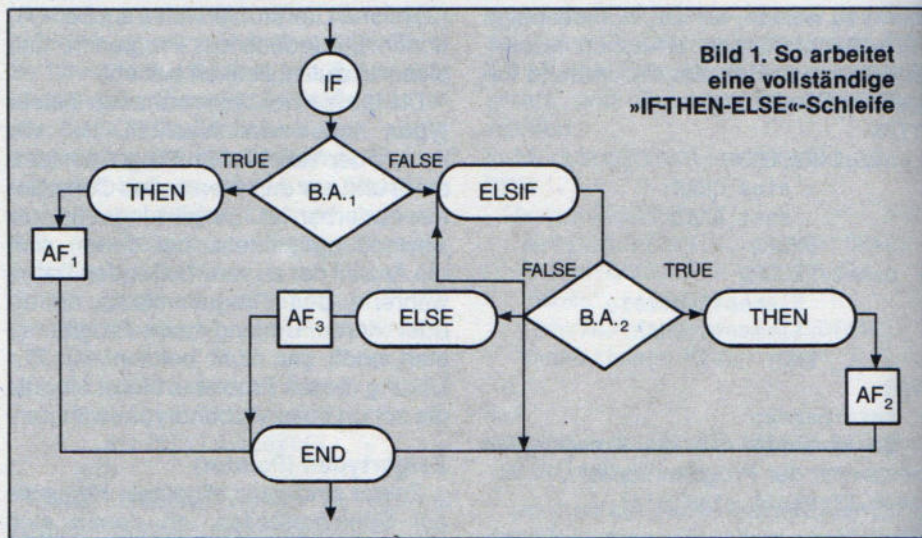 Bild 1. So arbeitet
eine vollständige
»IF-THEN-ELSE«-Schleife
IF
TRUE
FALSE
THEN
B.A.₁
ELSIF
AF₁
FALSE
TRUE
AF₃
ELSE
B.A.₂
THEN
AF₂
END